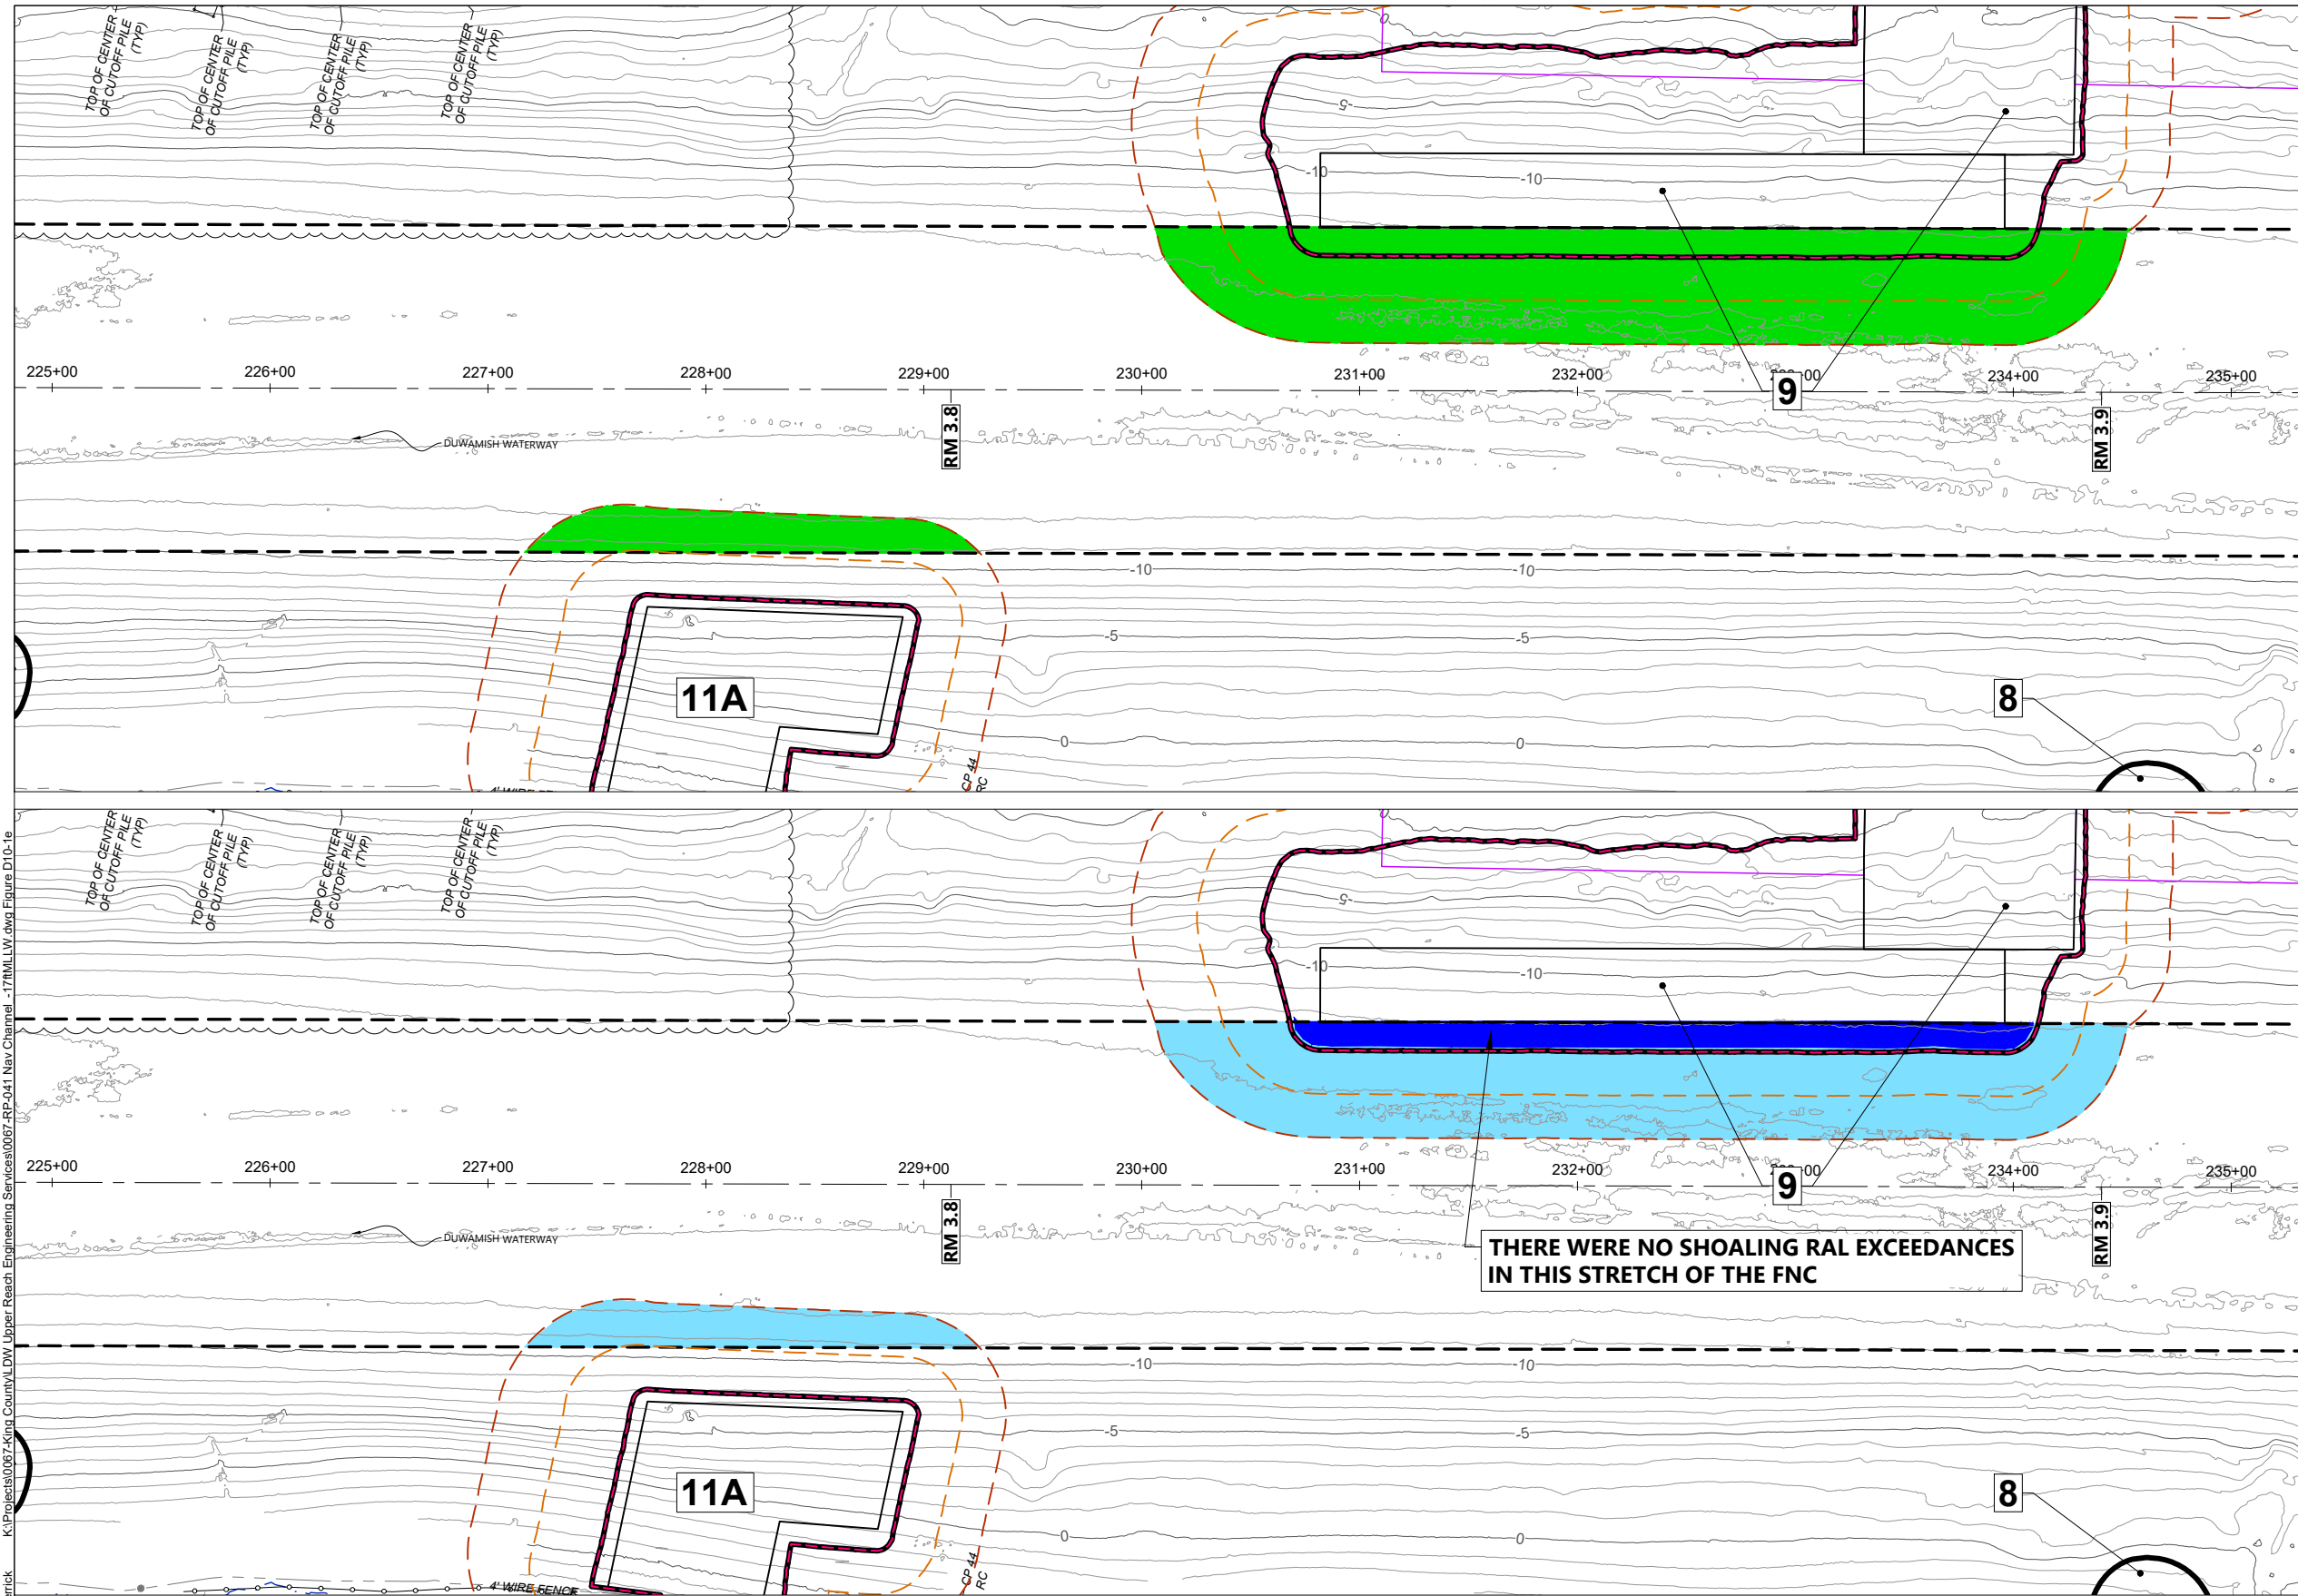 TOP OF CENTER
OF CUTOFF PILE
(TYP)
TOP OF CENTER
OF CUTOFF PILE
(TYP)
TOP OF CENTER
OF CUTOFF PILE
(TYP)
TOP OF CENTER
OF CUTOFF PILE
(TYP)
-5
-10
-10
225+00
226+00
227+00
228+00
229+00
230+00
231+00
232+00
9
234+00
235+00
RM 3.8
RM 3.9
DUWAMISH WATERWAY
-10
-10
-5
-5
11A
8
0
0
CP 44
RC
TOP OF CENTER
OF CUTOFF PILE
(TYP)
TOP OF CENTER
OF CUTOFF PILE
(TYP)
TOP OF CENTER
OF CUTOFF PILE
(TYP)
TOP OF CENTER
OF CUTOFF PILE
(TYP)
-5
-10
-10
225+00
226+00
227+00
228+00
229+00
230+00
231+00
232+00
9
234+00
235+00
RM 3.8
RM 3.9
DUWAMISH WATERWAY
THERE WERE NO SHOALING RAL EXCEEDANCES
IN THIS STRETCH OF THE FNC
-10
-10
-5
-5
11A
8
0
0
CP 44
RC
4' WIRE FENCE
K:\Projects\0067-King County\LDW Upper Reach Engineering Services\0067-RP-041 Nav Channel -17ftMLLW.dwg Figure D10-1e